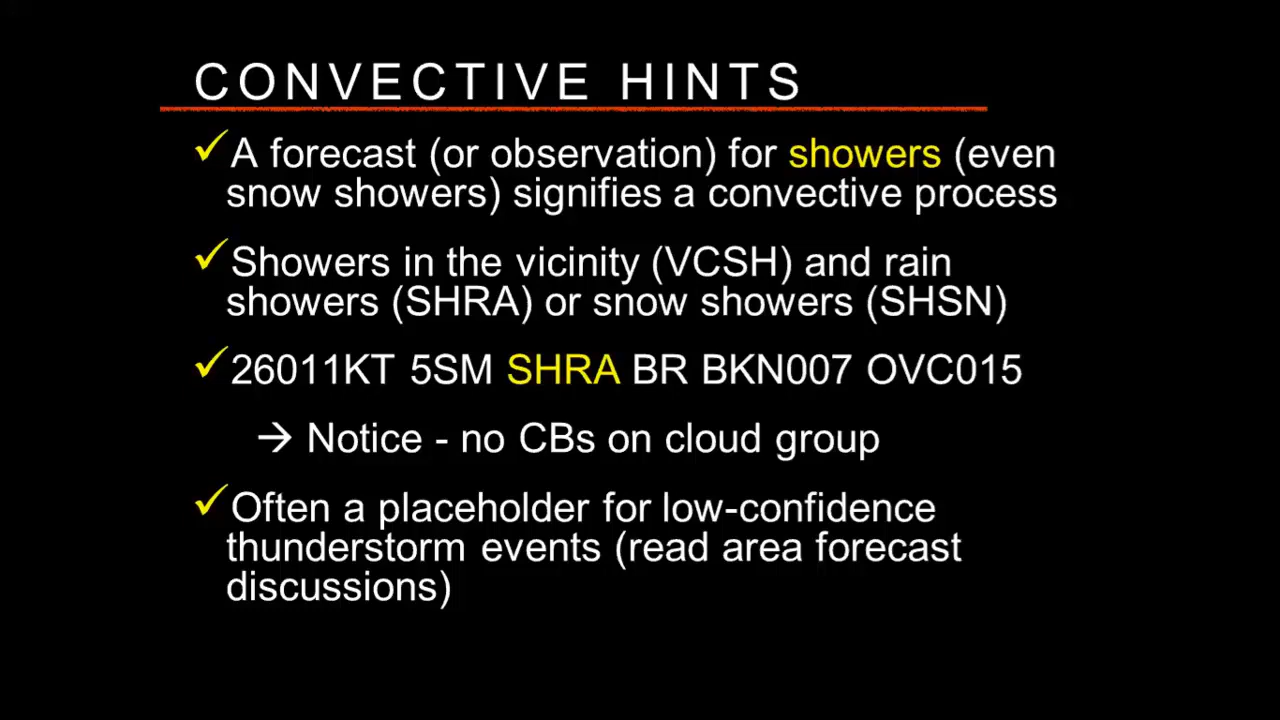 CONVECTIVE HINTS
✓A forecast (or observation) for showers (even
snow showers) signifies a convective process
✓Showers in the vicinity (VCSH) and rain
showers (SHRA) or snow showers (SHSN)
✓26011KT 5SM SHRA BR BKN007 OVC015
→ Notice - no CBs on cloud group
✓Often a placeholder for low-confidence
thunderstorm events (read area forecast
discussions)